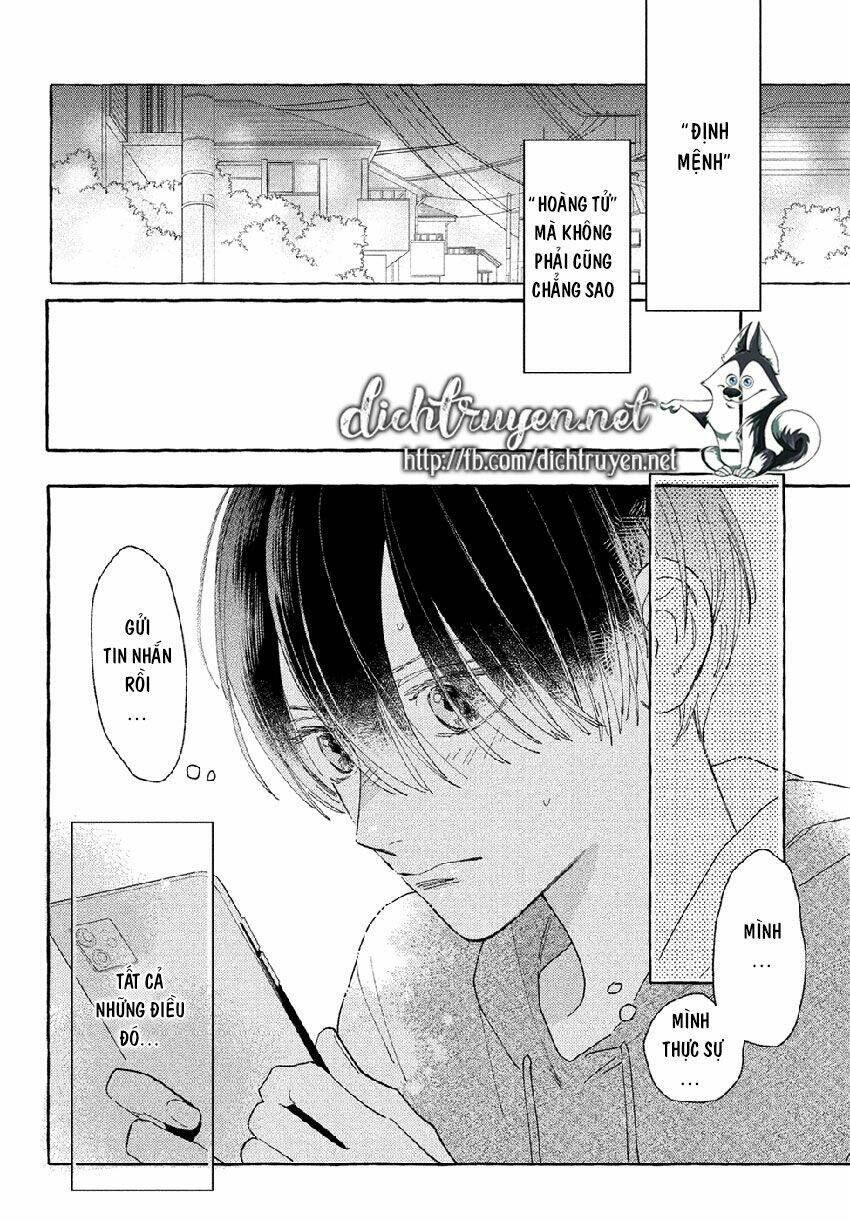 "ĐỊNH
MỆNH"
"HOÀNG TỬ"
MÀ KHÔNG
PHẢI CŨNG
CHẲNG SAO
dichtruyen.net
http://fb.com/dichtruyen.net
MÌNH
...
MÌNH
THỰC SỰ
...
GỬI
TIN NHẮN
RỒI
...
TẤT CẢ
NHỮNG ĐIỀU
ĐÓ...